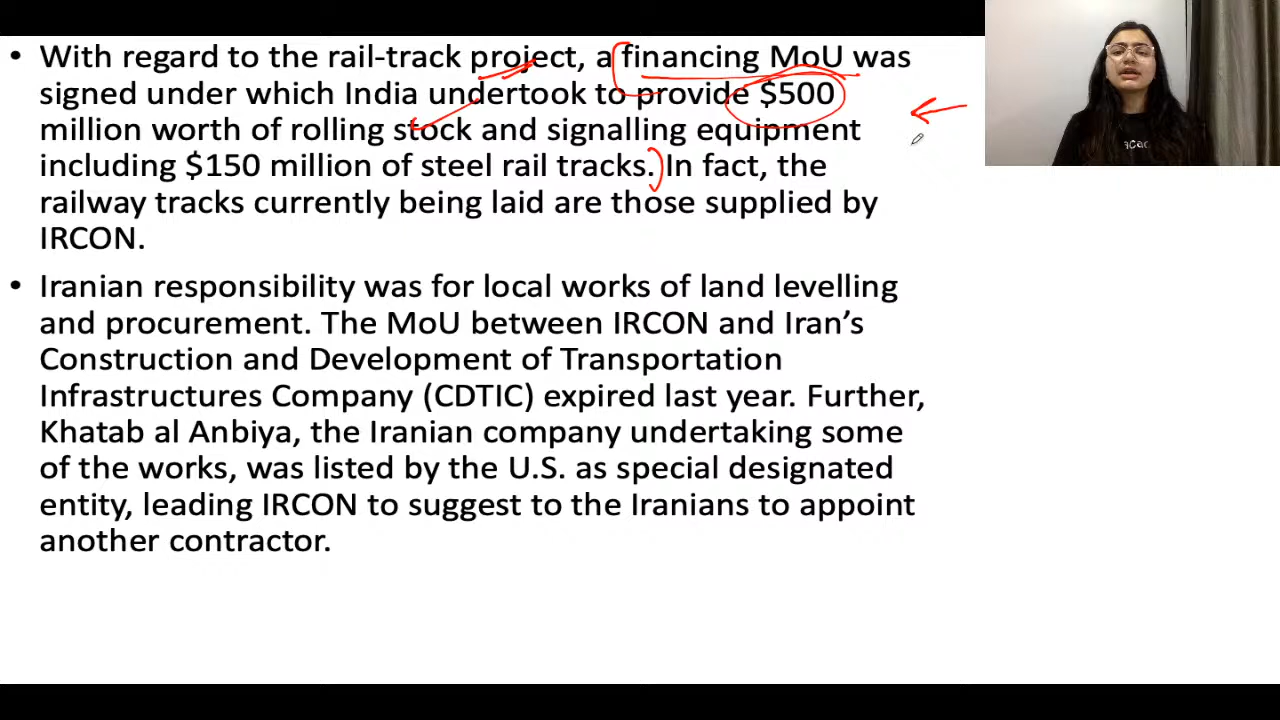 • With regard to the rail-track project, a financing MoU was
signed under which India undertook to provide $500
million worth of rolling stock and signalling equipment
including $150 million of steel rail tracks. In fact, the
railway tracks currently being laid are those supplied by
IRCON.
• Iranian responsibility was for local works of land levelling
and procurement. The MoU between IRCON and Iran’s
Construction and Development of Transportation
Infrastructures Company (CDTIC) expired last year. Further,
Khatab al Anbiya, the Iranian company undertaking some
of the works, was listed by the U.S. as special designated
entity, leading IRCON to suggest to the Iranians to appoint
another contractor.